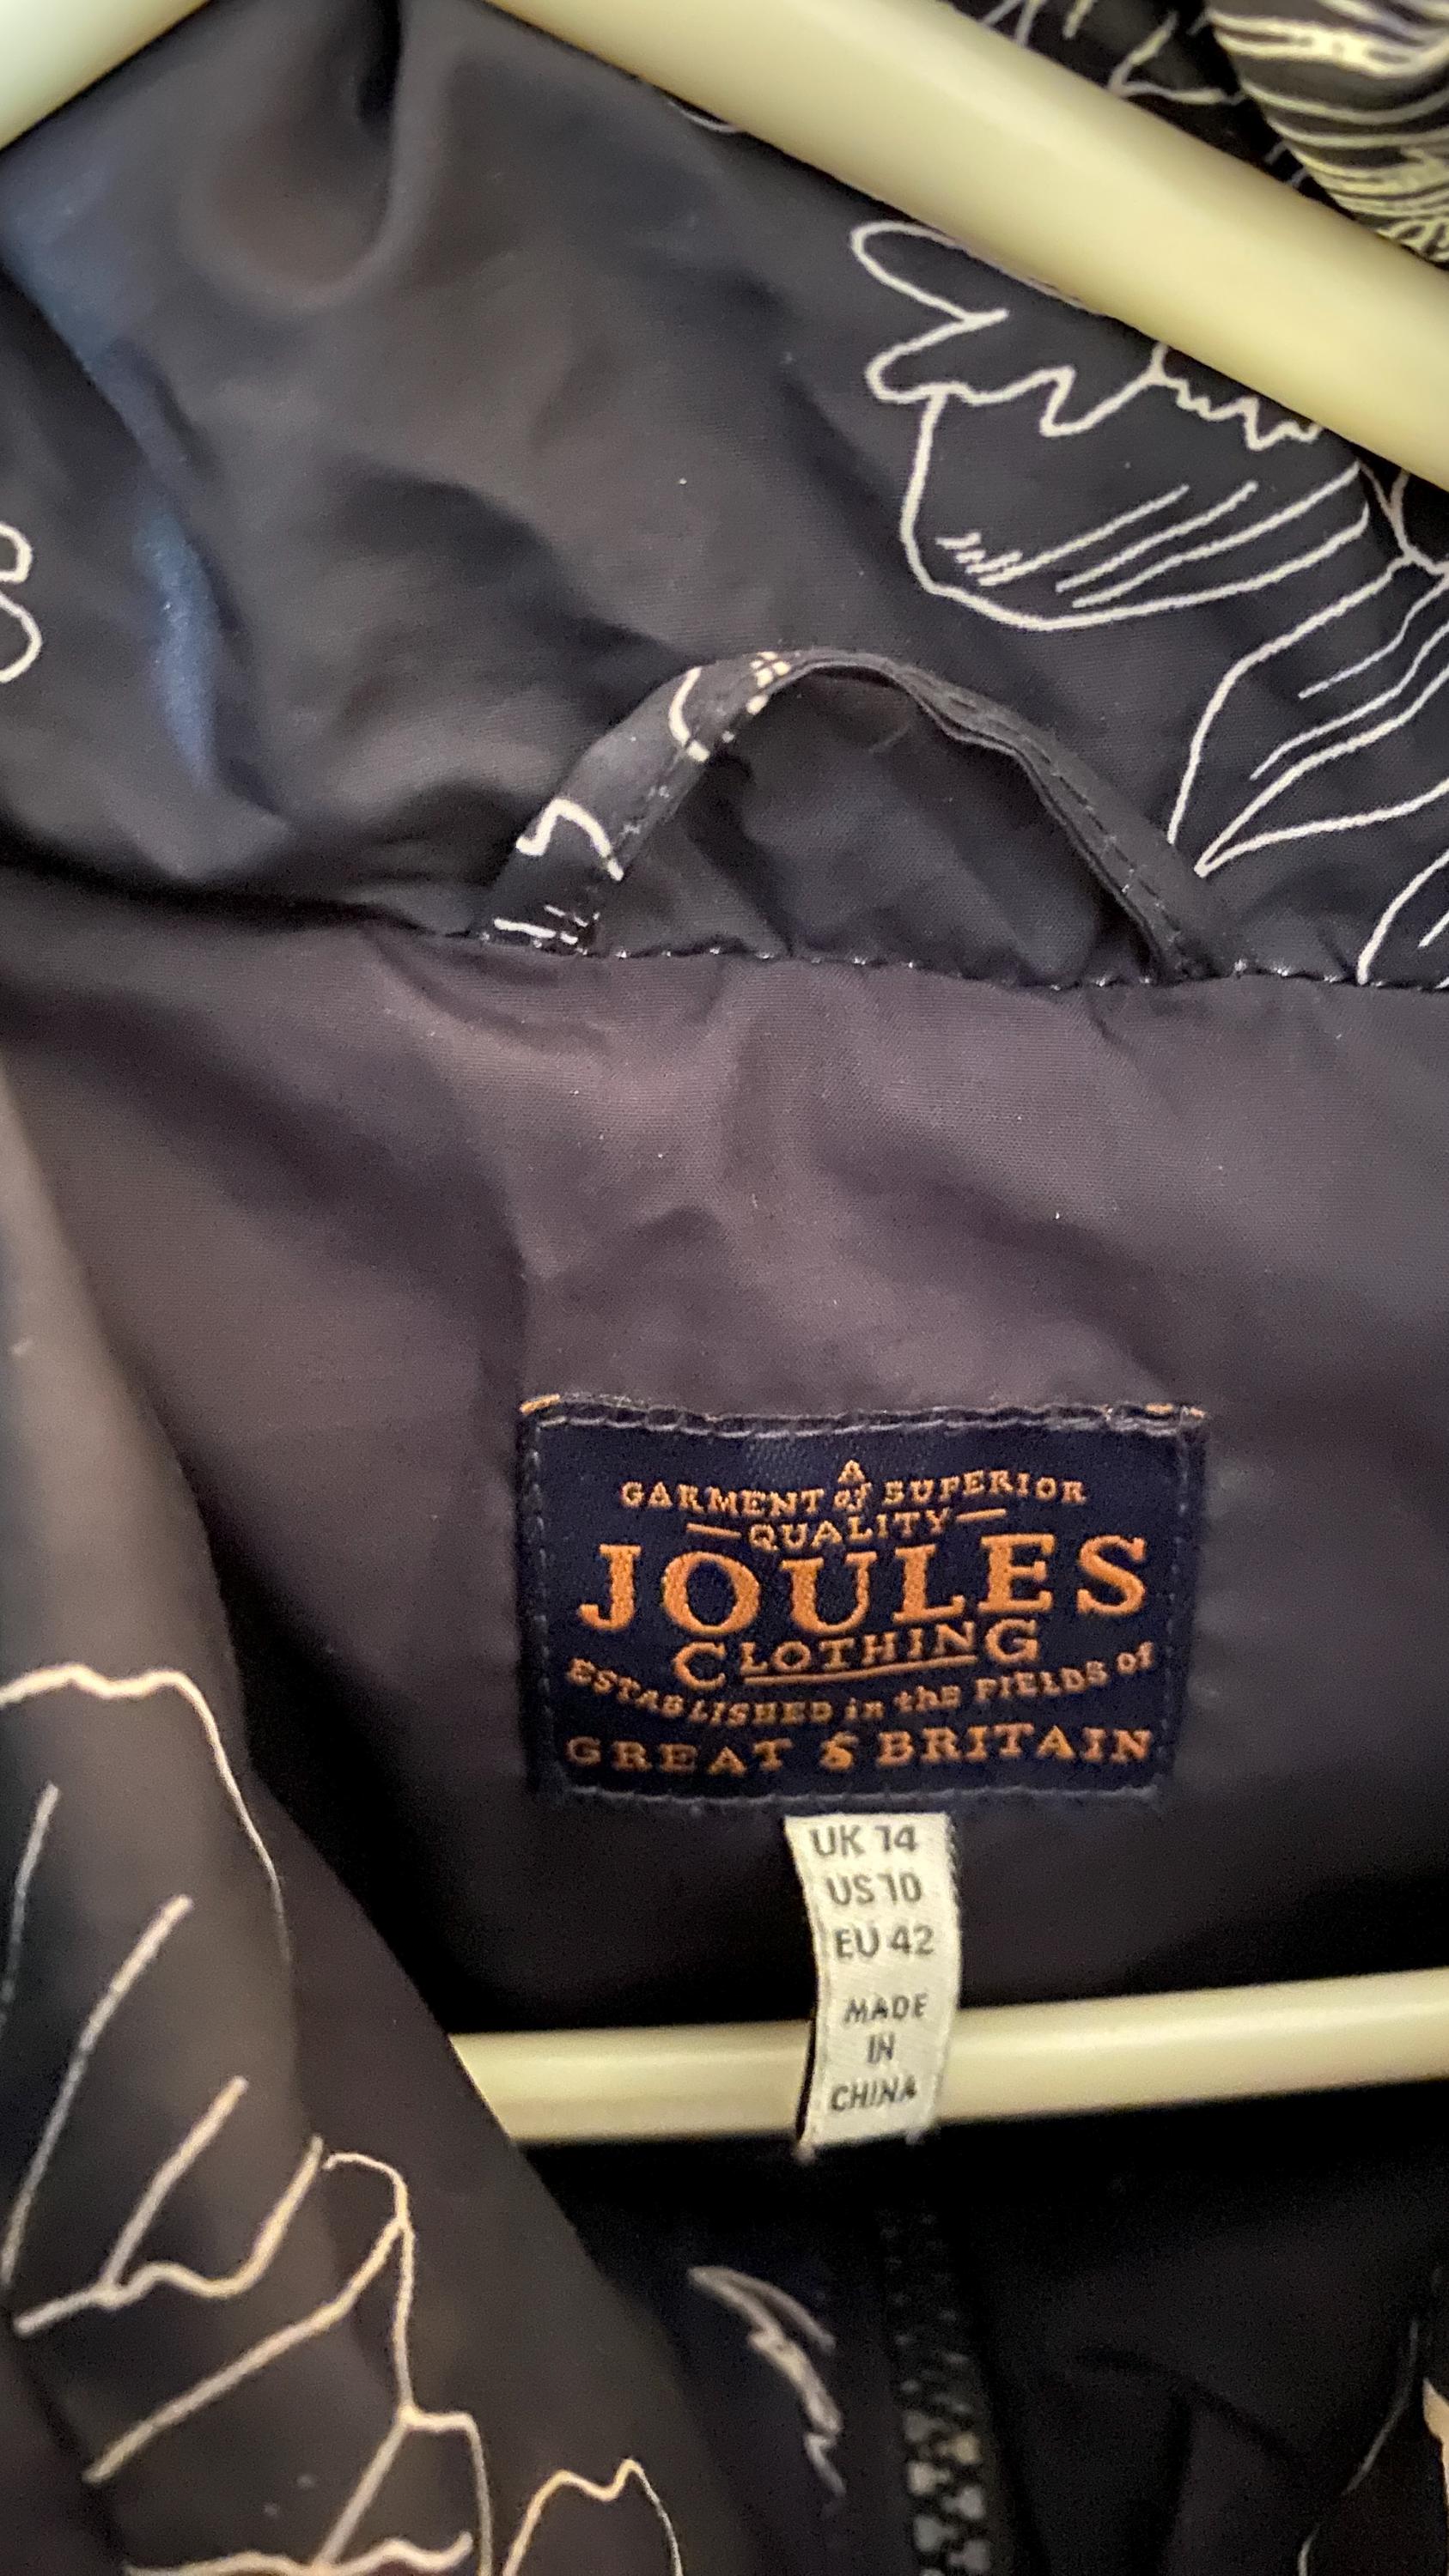 A
GARMENT of SUPERIOR
QUALITY
JOULES
CLOTHING
ESTABLISHED in the FIELDS of
GREAT & BRITAIN
UK 14
US 10
EU 42
MADE
IN
CHINA